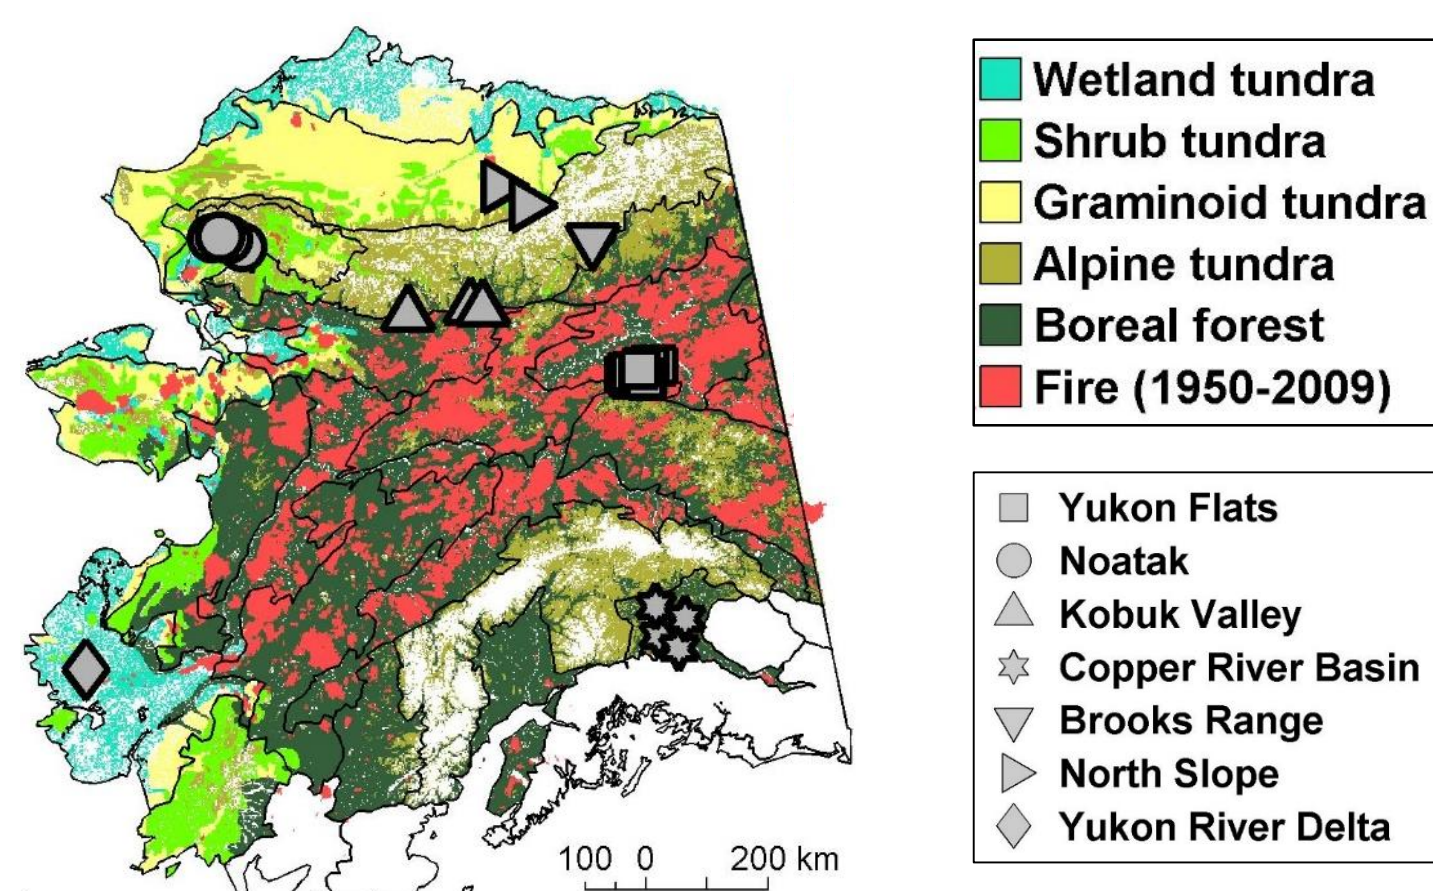 Wetland tundra
Shrub tundra
Graminoid tundra
Alpine tundra
Boreal forest
Fire (1950-2009)
Yukon Flats
Noatak
Kobuk Valley
Copper River Basin
Brooks Range
North Slope
Yukon River Delta
100 0 200 km